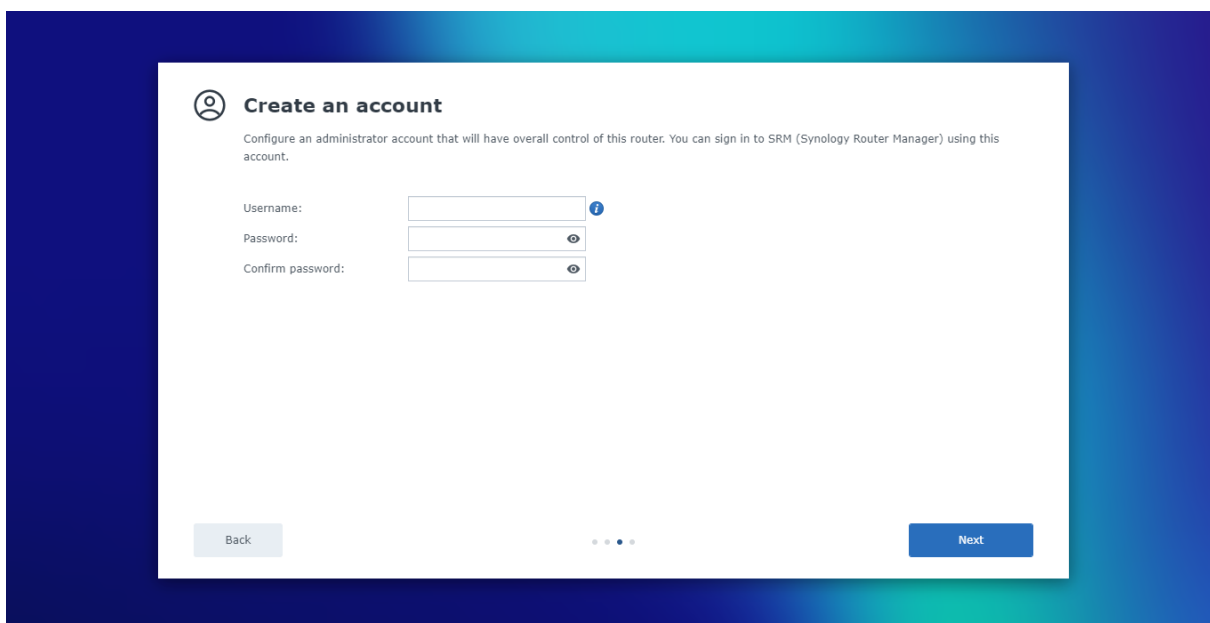 Create an account
Configure an administrator account that will have overall control of this router. You can sign in to SRM (Synology Router Manager) using this
account.
Username:
Password:
Confirm password:
Back
Next